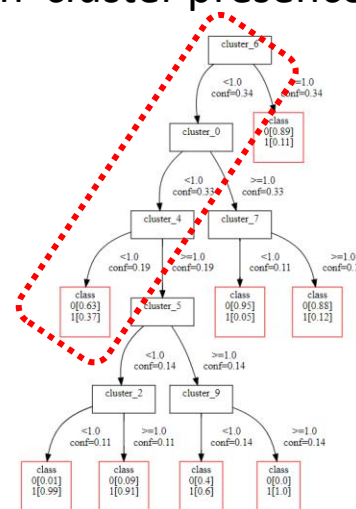 cluster presence
cluster_6
<1.0
conf=0.34
>=1.0
conf=0.34
cluster_0
class
0[0.89]
1[0.11]
<1.0
conf=0.33
>=1.0
conf=0.33
cluster_4
cluster_7
<1.0
conf=0.19
>=1.0
conf=0.19
<1.0
conf=0.11
>=1.0
class
0[0.63]
1[0.37]
cluster_5
class
0[0.95]
1[0.05]
class
0[0.88]
1[0.12]
<1.0
conf=0.14
>=1.0
conf=0.14
cluster_2
cluster_9
<1.0
conf=0.11
>=1.0
conf=0.11
<1.0
conf=0.14
>=1.0
conf=0.14
class
0[0.01]
1[0.99]
class
0[0.09]
1[0.91]
class
0[0.4]
1[0.6]
class
0[0.0]
1[1.0]